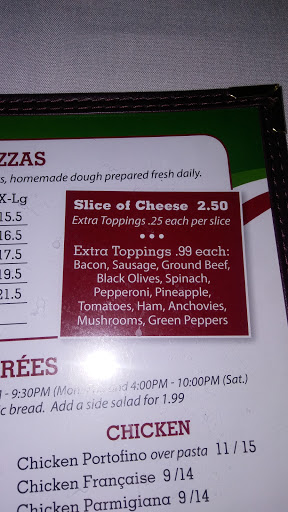 ZZAS
homemade dough prepared fresh daily.
X-Lg
15.5
16.5
17.5
19.5
21.5
Slice of Cheese 2.50
Extra Toppings .25 each per slice
•••
Extra Toppings .99 each:
Bacon, Sausage, Ground Beef,
Black Olives, Spinach,
Pepperoni, Pineapple,
Tomatoes, Ham, Anchovies,
Mushrooms, Green Peppers
RÉES
- 9:30PM and 4:00PM - 10:00PM (Sat.)
bread. Add a side salad for 1.99
CHICKEN
Chicken Portofino over pasta 11 / 15
Chicken Française 9 /14
Chicken Parmigiana 9 /14